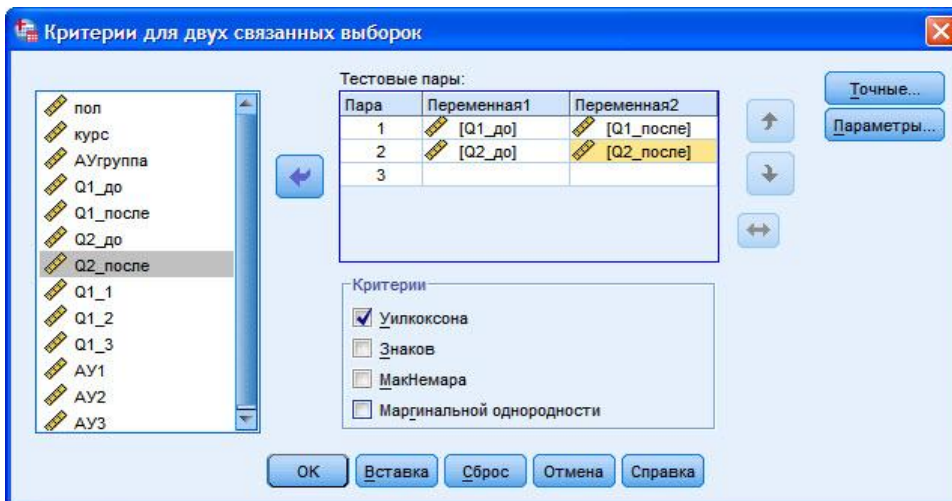 Критерии для двух связанных выборок
пол
курс
АУгруппа
Q1_до
Q1_после
Q2_до
Q2_после
Q1_1
Q1_2
Q1_3
АУ1
АУ2
АУ3
Тестовые пары:
Пара Переменная1 Переменная2
1 [Q1_до] [Q1_после]
2 [Q2_до] [Q2_после]
3
Критерии
Уилкоксона
Знаков
МакНемара
Маргинальной однородности
Точные...
Параметры...
OK Вставка Сброс Отмена Справка